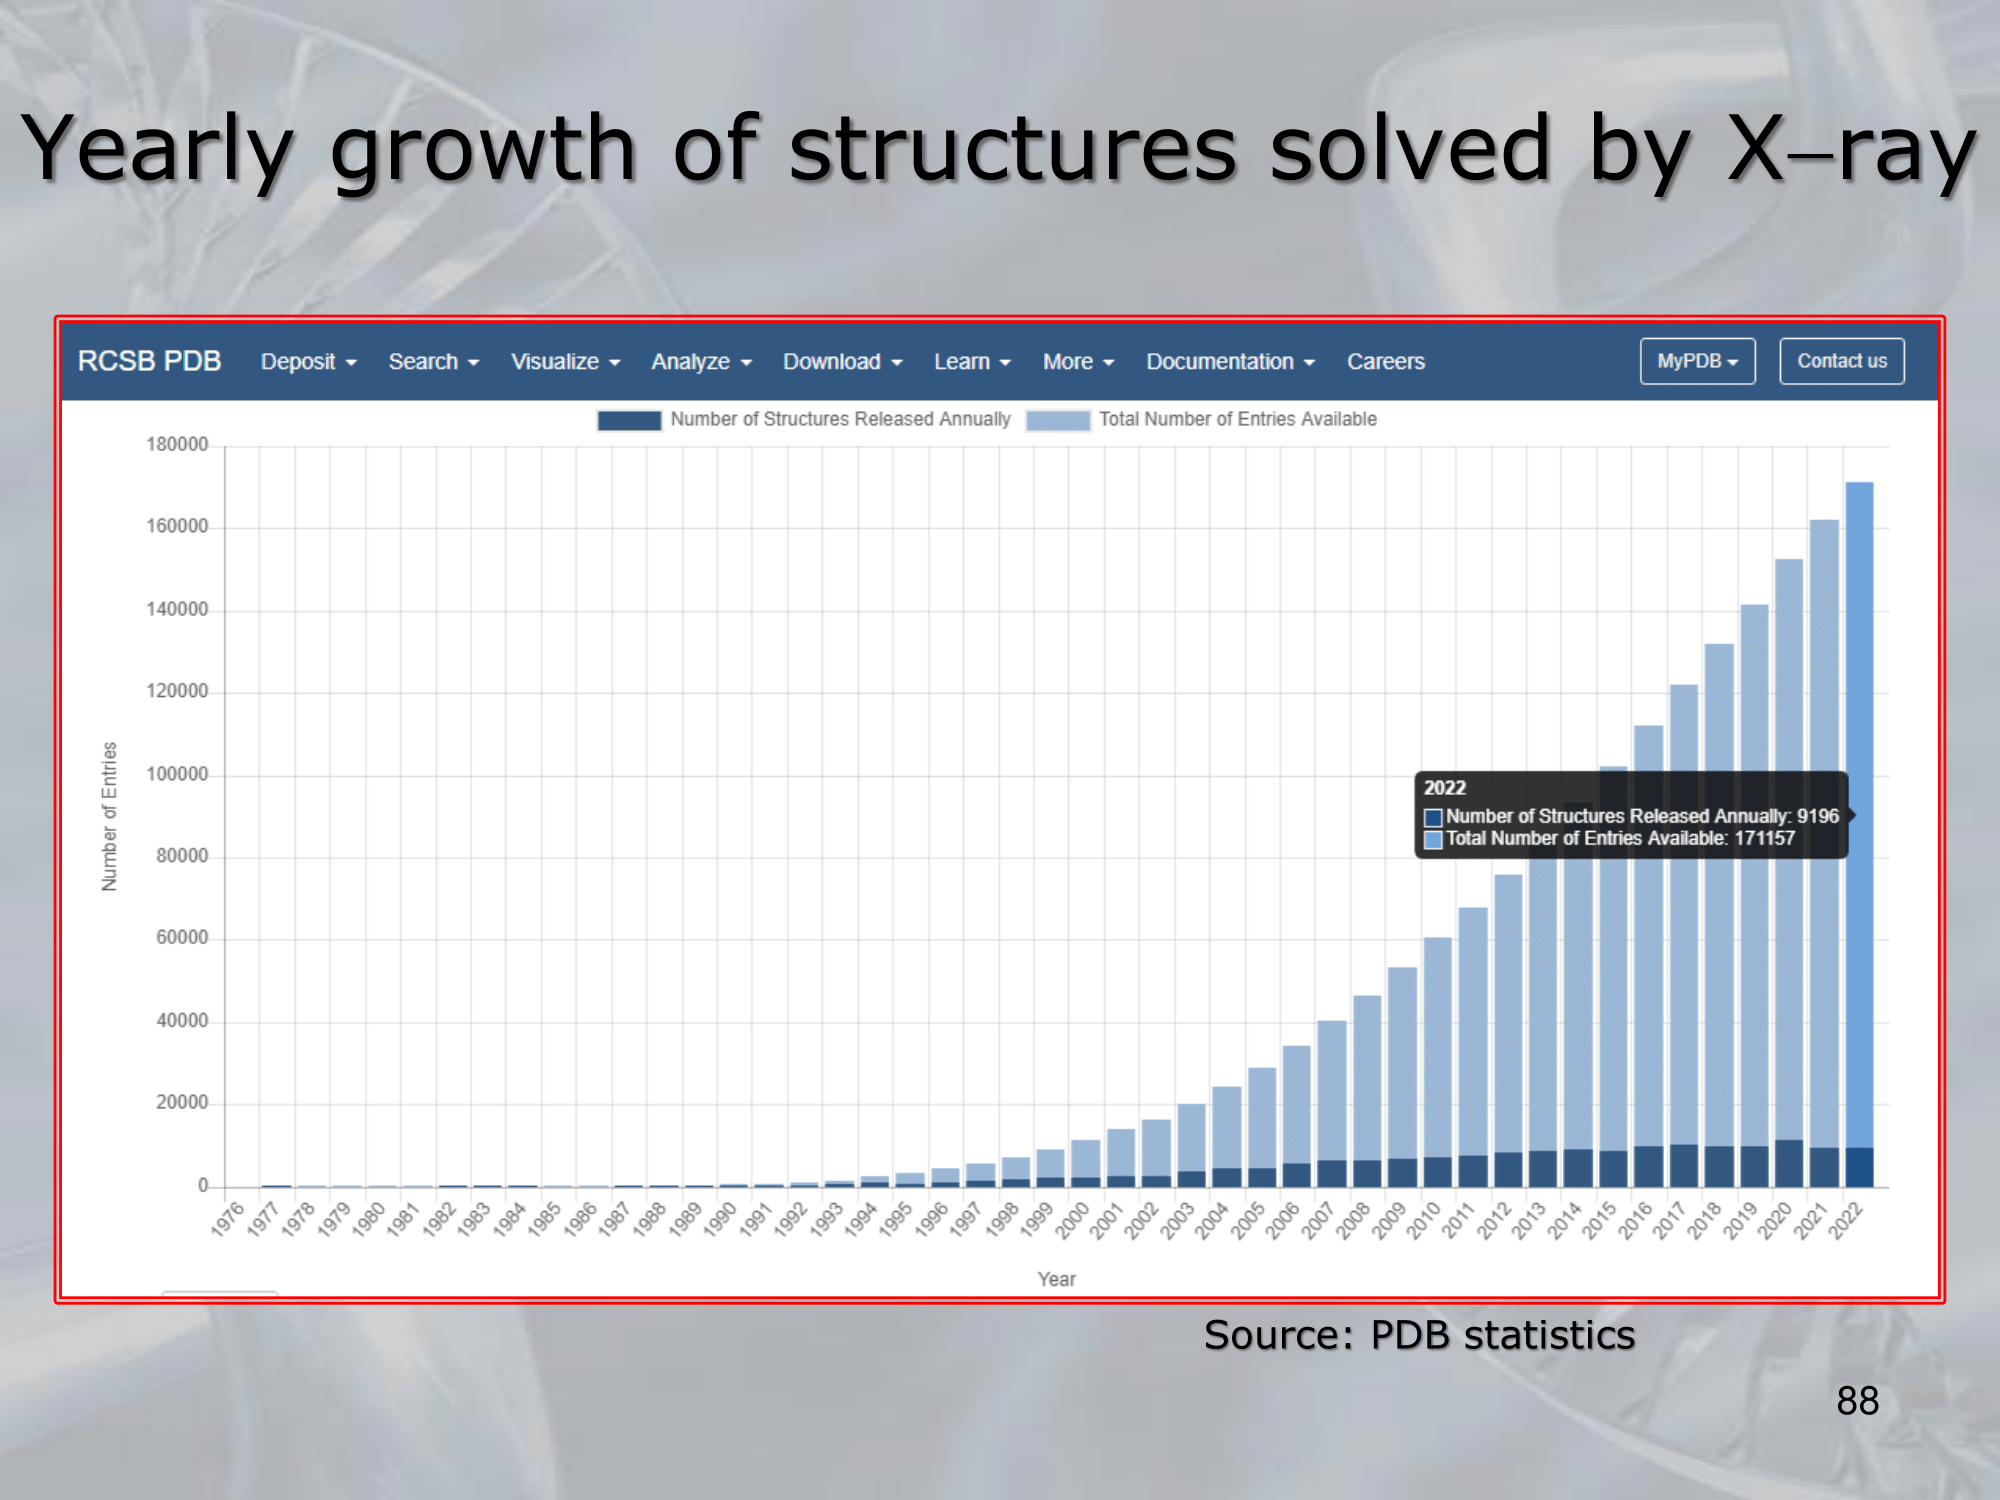 Yearly growth of structures solved by X–ray
RCSB PDB Deposit Search Visualize Analyze Download Learn More Documentation Careers MyPDB Contact us
Number of Structures Released Annually Total Number of Entries Available
180000
160000
140000
120000
100000
80000
60000
40000
20000
0
Number of Entries
2022
Number of Structures Released Annually: 9196
Total Number of Entries Available: 171157
1976 1977 1978 1979 1980 1981 1982 1983 1984 1985 1986 1987 1988 1989 1990 1991 1992 1993 1994 1995 1996 1997 1998 1999 2000 2001 2002 2003 2004 2005 2006 2007 2008 2009 2010 2011 2012 2013 2014 2015 2016 2017 2018 2019 2020 2021 2022
Year
Source: PDB statistics
88